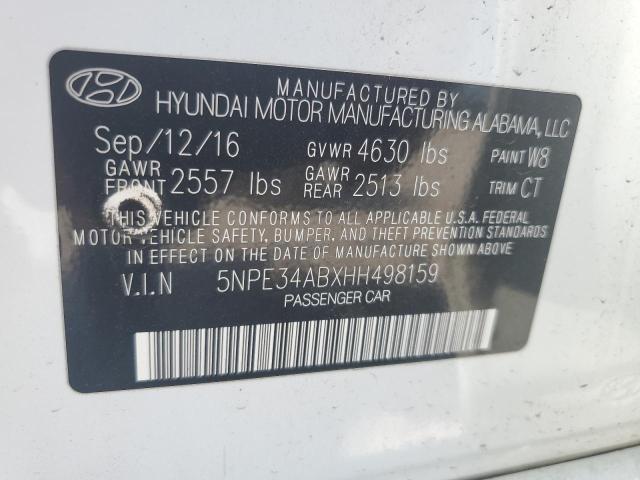 MANUFACTURED BY
HYUNDAI MOTOR MANUFACTURING ALABAMA, LLC
Sep/12/16 GVWR 4630 lbs PAINT W8
GAWR FRONT 2557 lbs GAWR REAR 2513 lbs TRIM CT
THIS VEHICLE CONFORMS TO ALL APPLICABLE U.S.A. FEDERAL
MOTOR VEHICLE SAFETY, BUMPER, AND THEFT PREVENTION STANDARDS
IN EFFECT ON THE DATE OF MANUFACTURE SHOWN ABOVE.
V.I.N 5NPE34ABXHH498159
PASSENGER CAR